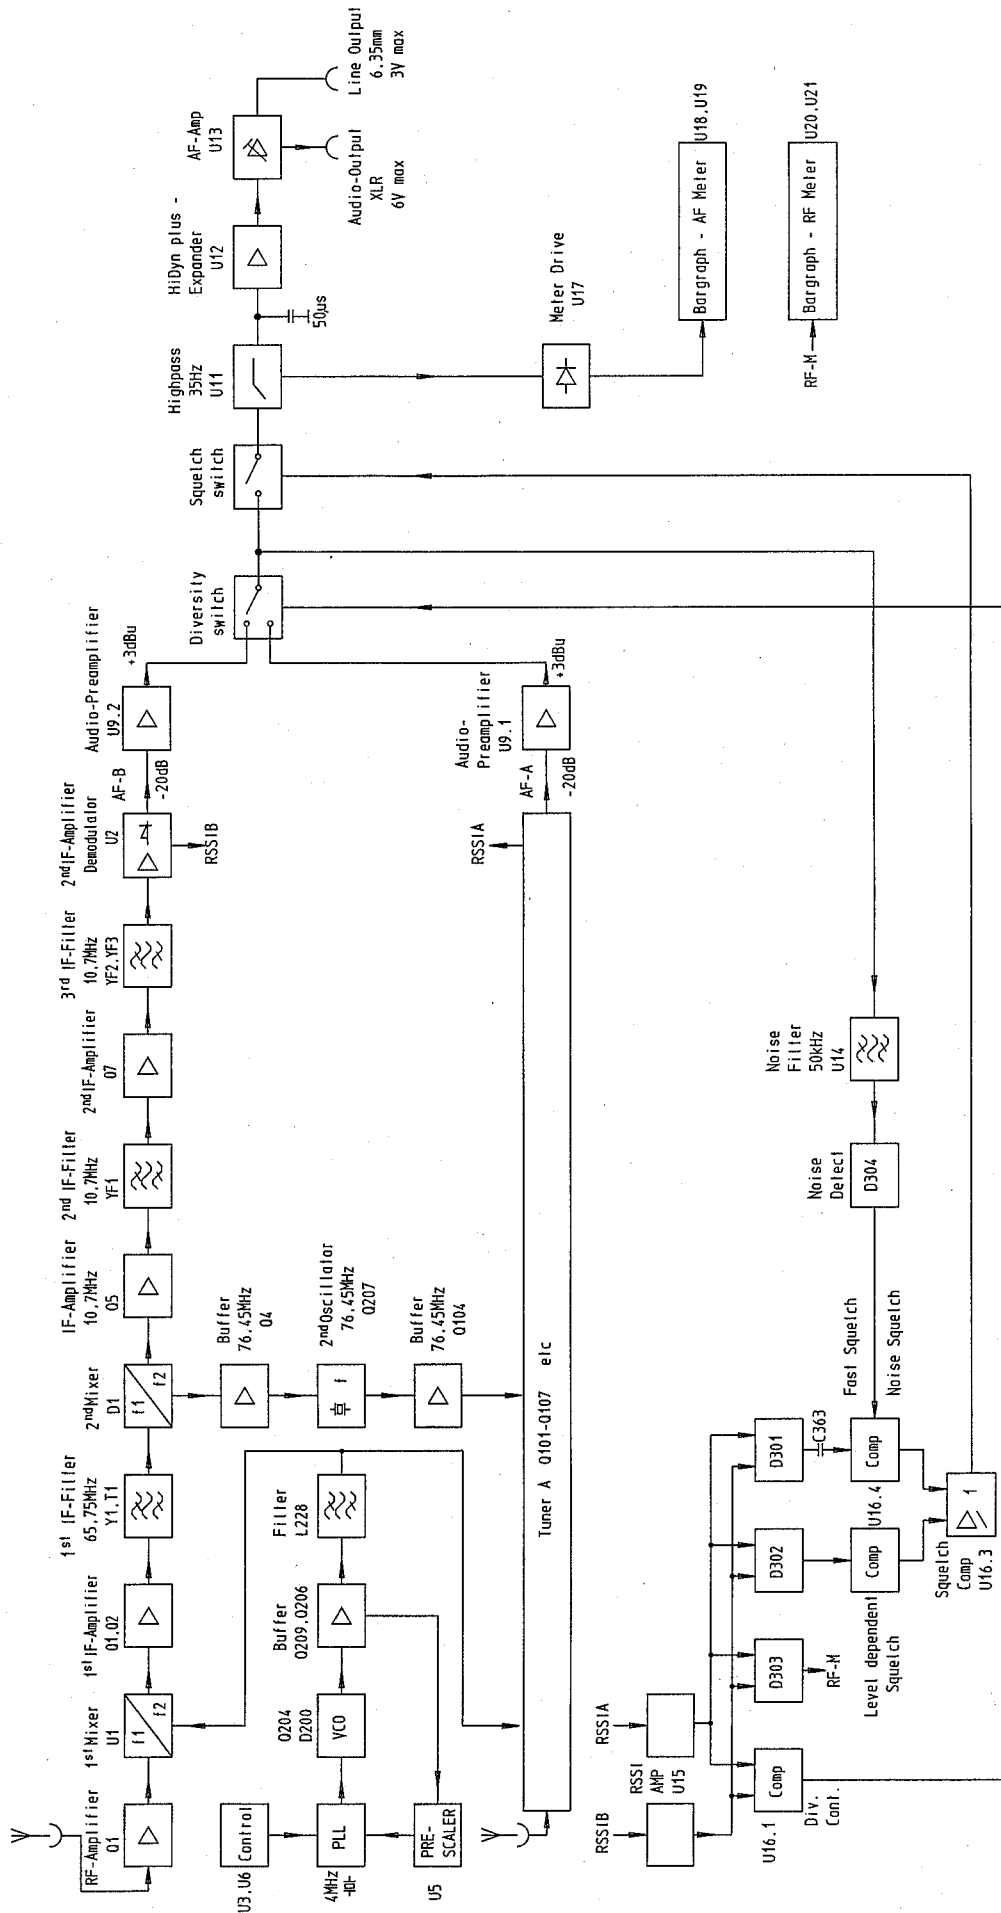 RF-Amplifier
Q1
1st Mixer
U1
f1
f2
1st IF-Amplifier
Q1.Q2
1st IF-Filter
65.75MHz
Y1.T1
2nd Mixer
D1
f1
f2
IF-Amplifier
10.7MHz
Q5
2nd IF-Filter
10.7MHz
YF1
2nd IF-Amplifier
Q7
3rd IF-Filter
10.7MHz
YF2.YF3
2nd IF-Amplifier
Demodulator
U2
RSSIB
AF-B
-20dB
Audio-Preamplifier
U9.2
+3dBu
U3.U6
Control
4MHz
PLL
U5
PRE-
SCALER
Q204
D200
VCO
Buffer
Q209.Q206
Filter
L228
Buffer
76.45MHz
Q4
2nd Oscillator
76.45MHz
Q207
f
Buffer
76.45MHz
Q104
Tuner A Q101-Q107 etc
RSSIA
AF-A
-20dB
Audio-
Preamplifier
U9.1
+3dBu
Diversity
switch
Squelch
switch
Highpass
35Hz
U11
50µs
HiDyn plus -
Expander
U12
AF-Amp
U13
Audio-Output
XLR
6V max
Line Output
6.35mm
3V max
Meter Drive
U17
Bargraph - AF Meter
U18.U19
RF-M
Bargraph - RF Meter
U20.U21
RSSIB
RSSIA
RSSI
AMP
U15
U16.1
Comp
Div.
Cont.
D303
RF-M
D302
D301
C363
Comp
Level dependent
Squelch
Comp
U16.4
Fast Squelch
Noise Squelch
Squelch
Comp
U16.3
1
Noise
Detect
D304
Noise
Filter
50kHz
U14